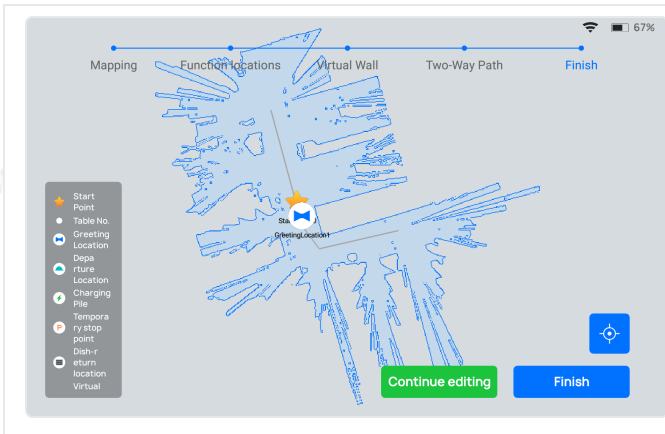 67%
Mapping
Function locations
Virtual Wall
Two-Way Path
Finish
Start
Point
Table No.
Greeting
Location
Depa
rture
Location
Charging
Pile
Tempora
P
ry stop
point
Dish-r
eturn
location
Virtual
GreetingLocation1
Continue editing
Finish